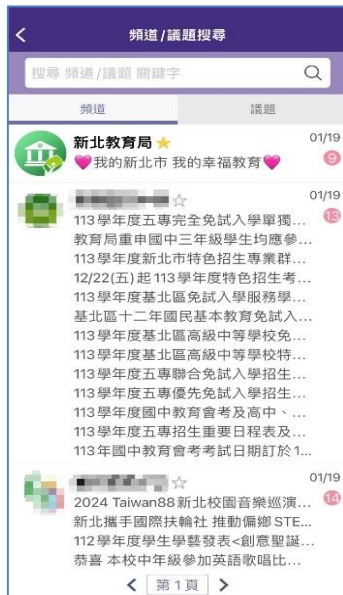 頻道/議題搜尋
搜尋 頻道/議題 關鍵字
頻道
議題
新北教育局
01/19
💗我的新北市 我的幸福教育💗
9
01/19
13
113學年度五專完全免試入學單獨...
教育局重申國中三年級學生均應參...
113學年度新北市特色招生專業群...
12/22(五)起113學年度特色招生考...
113學年度基北區免試入學服務學...
基北區十二年國民基本教育免試入...
113學年度基北區高級中等學校免...
113學年度基北區高級中等學校特...
113學年度五專聯合免試入學招生...
113學年度五專優先免試入學招生...
113學年度國中教育會考及高中、...
113學年度五專招生重要日程表及...
113年國中教育會考考試日期訂於1...
01/19
14
2024 Taiwan88新北校園音樂巡演...
新北攜手國際扶輪社 推動偏鄉 STE...
112學年度學生學藝發表<創意聖誕...
恭喜 本校中年級參加英語歌唱比...
第1頁